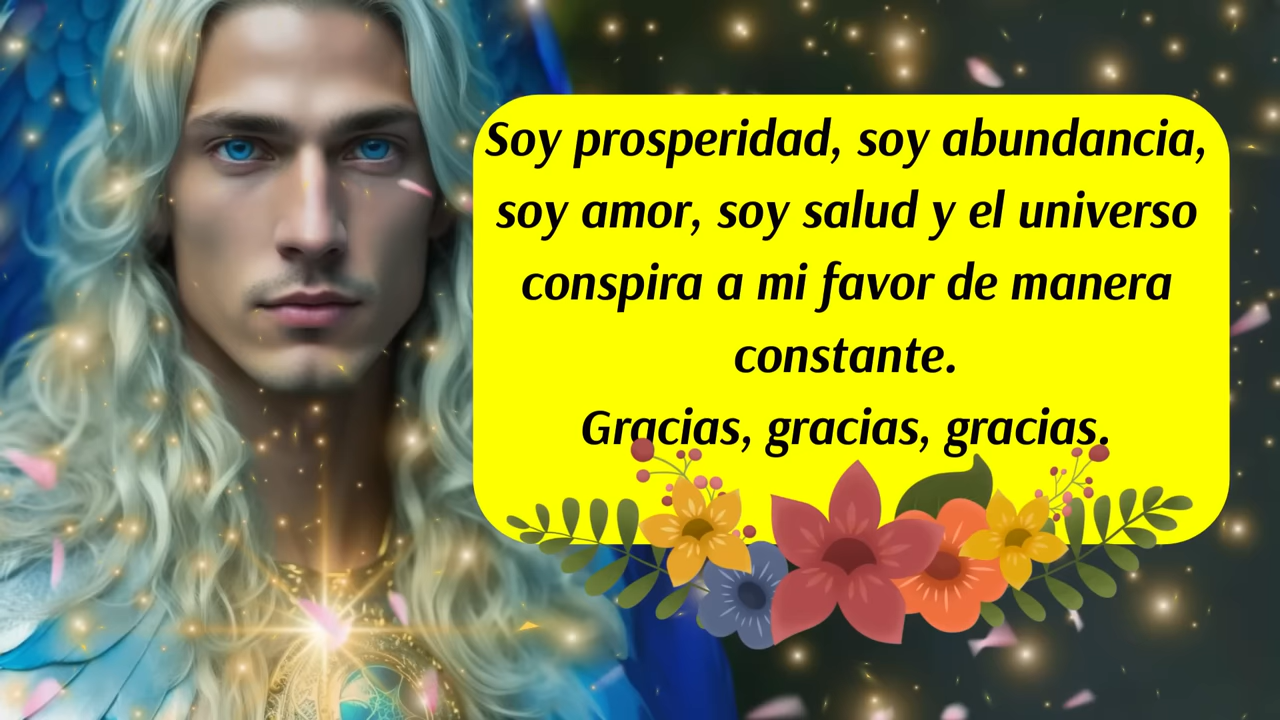 Soy prosperidad, soy abundancia,
soy amor, soy salud y el universo
conspira a mi favor de manera
constante.
Gracias, gracias, gracias.